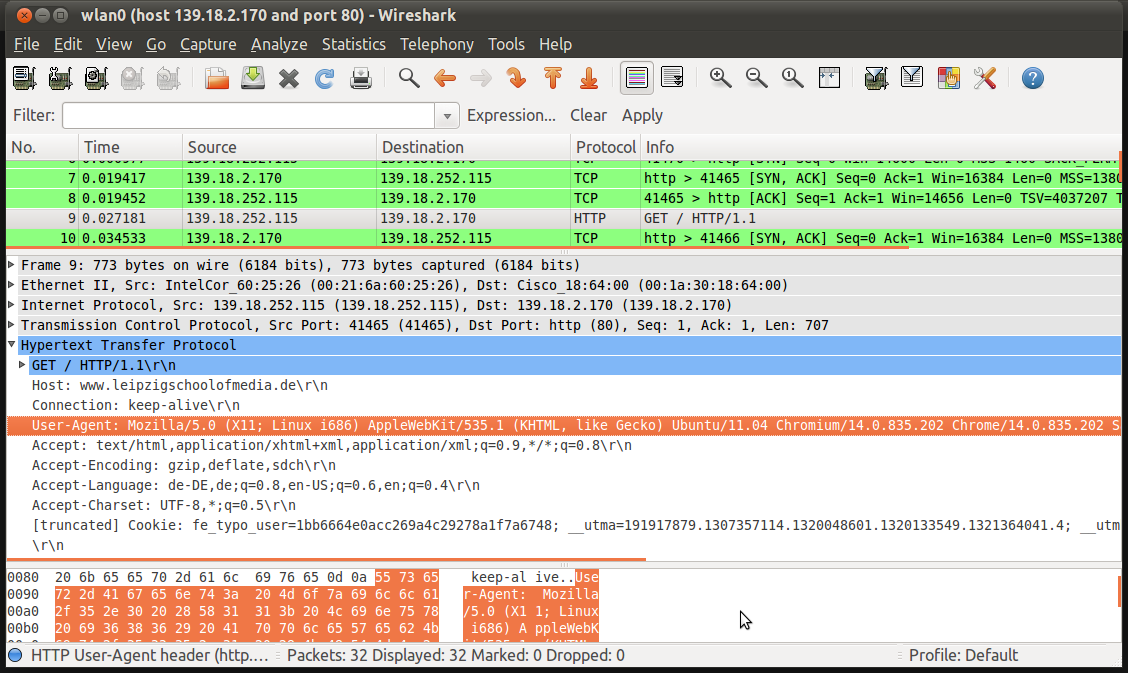 wlan0 (host 139.18.2.170 and port 80) - Wireshark
File Edit View Go Capture Analyze Statistics Telephony Tools Help
Filter: Expression... Clear Apply
No. Time Source Destination Protocol Info
7 0.019417 139.18.2.170 139.18.252.115 TCP http > 41465 [SYN, ACK] Seq=0 Ack=1 Win=16384 Len=0 MSS=1380
8 0.019452 139.18.252.115 139.18.2.170 TCP 41465 > http [ACK] Seq=1 Ack=1 Win=14656 Len=0 TSV=4037207 T
9 0.027181 139.18.252.115 139.18.2.170 HTTP GET / HTTP/1.1
10 0.034533 139.18.2.170 139.18.252.115 TCP http > 41466 [SYN, ACK] Seq=0 Ack=1 Win=16384 Len=0 MSS=1380
Frame 9: 773 bytes on wire (6184 bits), 773 bytes captured (6184 bits)
Ethernet II, Src: IntelCor_60:25:26 (00:21:6a:60:25:26), Dst: Cisco_18:64:00 (00:1a:30:18:64:00)
Internet Protocol, Src: 139.18.252.115 (139.18.252.115), Dst: 139.18.2.170 (139.18.2.170)
Transmission Control Protocol, Src Port: 41465 (41465), Dst Port: http (80), Seq: 1, Ack: 1, Len: 707
Hypertext Transfer Protocol
GET / HTTP/1.1\r\n
Host: www.leipzigschoolofmedia.de\r\n
Connection: keep-alive\r\n
User-Agent: Mozilla/5.0 (X11; Linux i686) AppleWebKit/535.1 (KHTML, like Gecko) Ubuntu/11.04 Chromium/14.0.835.202 Chrome/14.0.835.202 S
Accept: text/html,application/xhtml+xml,application/xml;q=0.9,*/*;q=0.8\r\n
Accept-Encoding: gzip,deflate,sdch\r\n
Accept-Language: de-DE,de;q=0.8,en-US;q=0.6,en;q=0.4\r\n
Accept-Charset: UTF-8,*;q=0.5\r\n
[truncated] Cookie: fe_typo_user=1bb6664e0acc269a4c29278a1f7a6748; __utma=191917879.1307357114.1320048601.1320133549.1321364041.4; __utm
\r\n
0080 20 6b 65 65 70 2d 61 6c 69 76 65 0d 0a 55 73 65 keep-al ive..Use
0090 72 2d 41 67 65 6e 74 3a 20 4d 6f 7a 69 6c 6c 61 r-Agent: Mozilla
00a0 2f 35 2e 30 20 28 58 31 31 3b 20 4c 69 6e 75 78 /5.0 (X1 1; Linux
00b0 20 69 36 38 36 29 20 41 70 70 6c 65 57 65 62 4b i686) A ppleWebK
HTTP User-Agent header (http.... Packets: 32 Displayed: 32 Marked: 0 Dropped: 0 Profile: Default